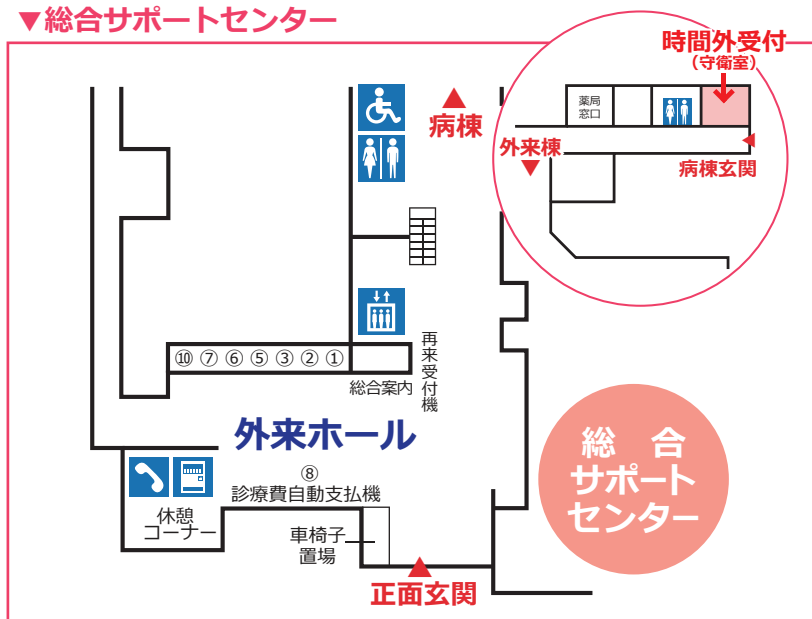 ▼総合サポートセンター
時間外受付
（守衛室）
薬局
窓口
病棟
外来棟
▼
病棟玄関
再来受付機
⑩ ⑦ ⑥ ⑤ ③ ② ①
総合案内
外来ホール
⑧
診療費自動支払機
総 合
サポート
センター
休憩
コーナー
車椅子
置場
正面玄関